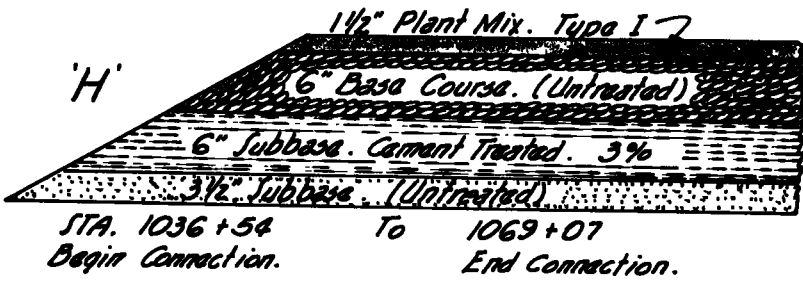 1½" Plant Mix. Type I
'H'
6" Base Course. (Untreated)
6" Subbase. Cement Treated. 3%
3½" Subbase. (Untreated)
STA. 1036+54 To 1069+07
Begin Connection. End Connection.